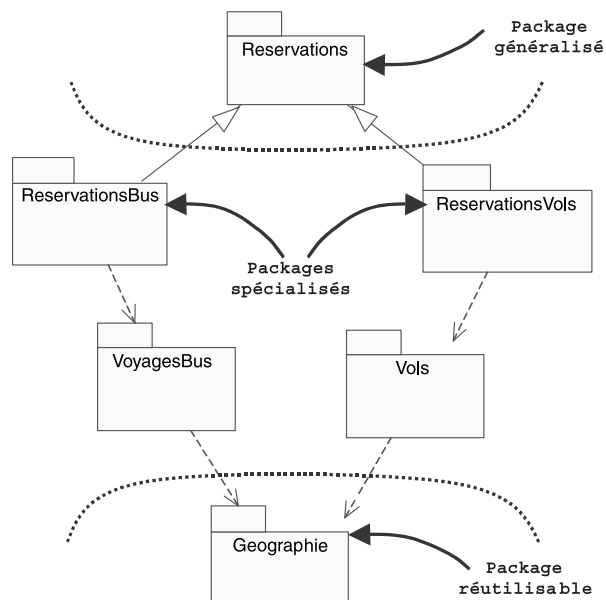 Package
généralisé
Reservations
ReservationsBus
ReservationsVols
Packages
spécialisés
VoyagesBus
Vols
Geographie
Package
réutilisable